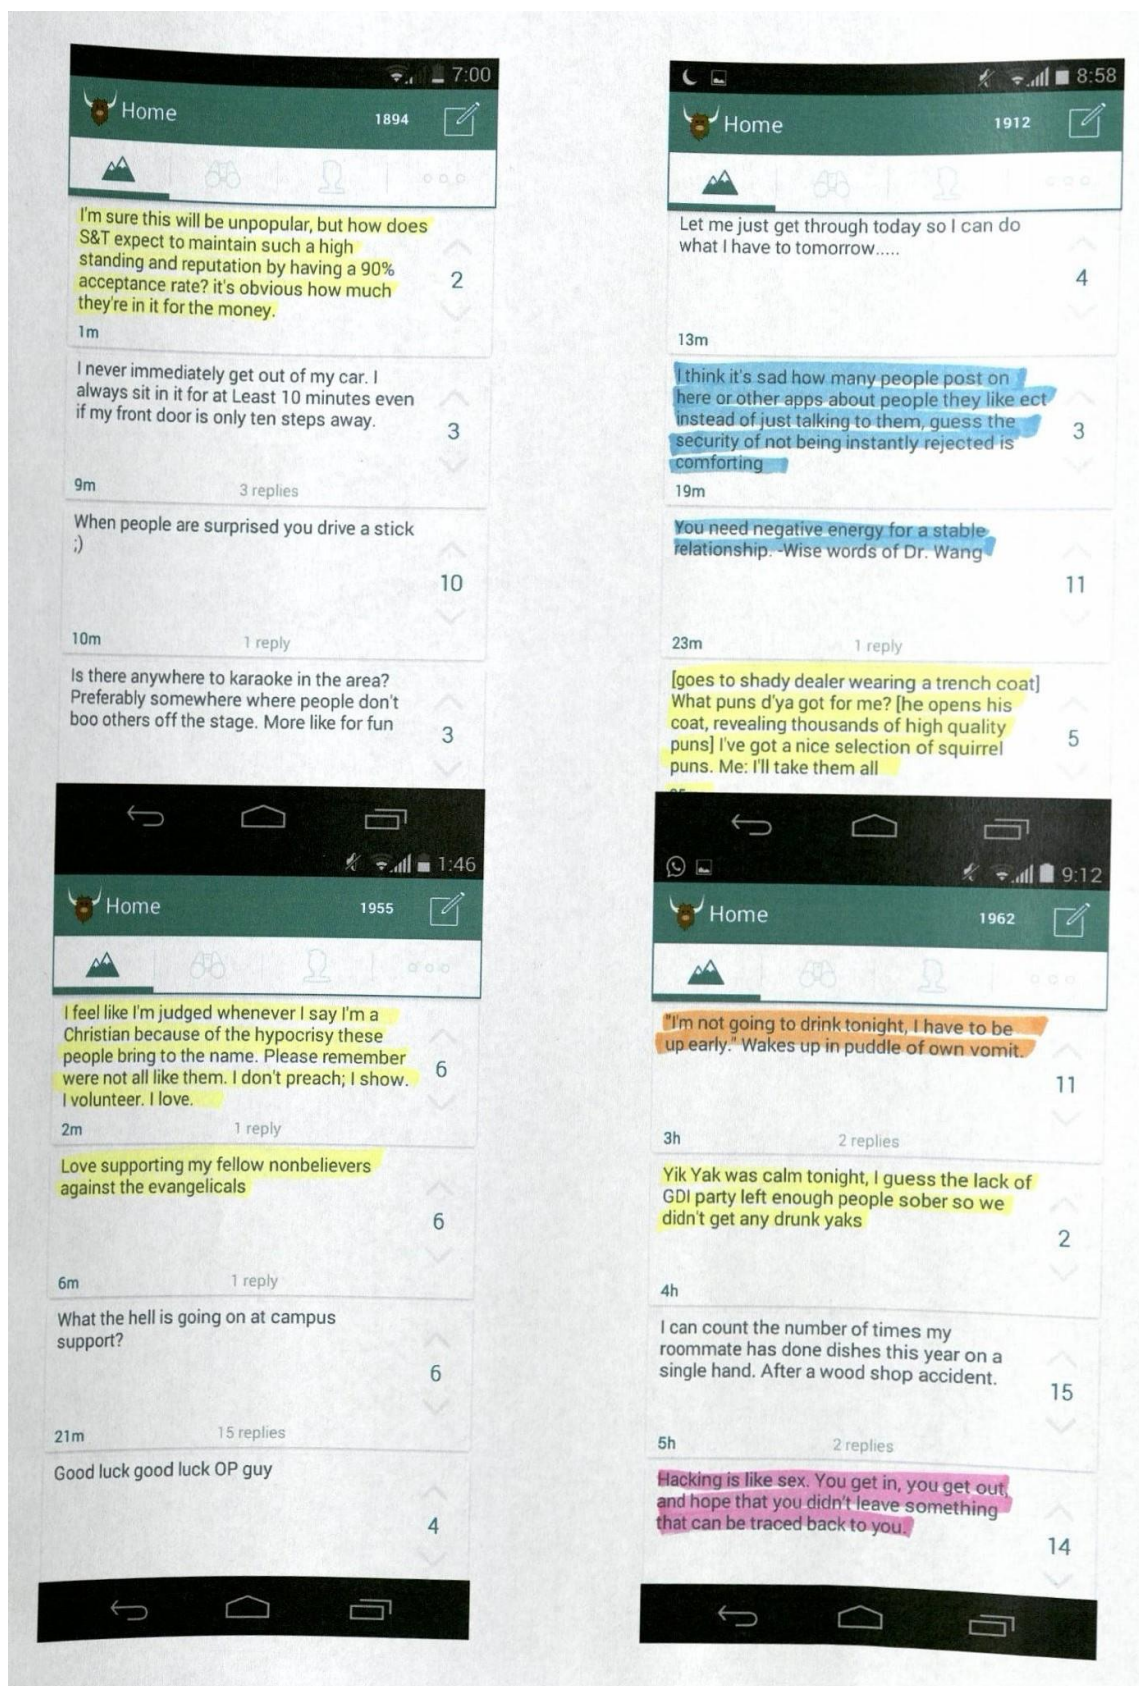 7:00
Home 1894
I'm sure this will be unpopular, but how does
S&T expect to maintain such a high
standing and reputation by having a 90%
acceptance rate? it's obvious how much
they're in it for the money.
2
1m
I never immediately get out of my car. I
always sit in it for at Least 10 minutes even
if my front door is only ten steps away.
3
9m 3 replies
When people are surprised you drive a stick
;)
10
10m 1 reply
Is there anywhere to karaoke in the area?
Preferably somewhere where people don't
boo others off the stage. More like for fun
3
8:58
Home 1912
Let me just get through today so I can do
what I have to tomorrow.....
4
13m
I think it's sad how many people post on
here or other apps about people they like ect
instead of just talking to them, guess the
security of not being instantly rejected is
comforting
3
19m
You need negative energy for a stable
relationship. -Wise words of Dr. Wang
11
23m 1 reply
[goes to shady dealer wearing a trench coat]
What puns d'ya got for me? [he opens his
coat, revealing thousands of high quality
puns] I've got a nice selection of squirrel
puns. Me: I'll take them all
5
1:46
Home 1955
I feel like I'm judged whenever I say I'm a
Christian because of the hypocrisy these
people bring to the name. Please remember
were not all like them. I don't preach; I show.
I volunteer. I love.
6
2m 1 reply
Love supporting my fellow nonbelievers
against the evangelicals
6
6m 1 reply
What the hell is going on at campus
support?
6
21m 15 replies
Good luck good luck OP guy
4
9:12
Home 1962
"I'm not going to drink tonight, I have to be
up early." Wakes up in puddle of own vomit.
11
3h 2 replies
Yik Yak was calm tonight, I guess the lack of
GDI party left enough people sober so we
didn't get any drunk yaks
2
4h
I can count the number of times my
roommate has done dishes this year on a
single hand. After a wood shop accident.
15
5h 2 replies
Hacking is like sex. You get in, you get out,
and hope that you didn't leave something
that can be traced back to you.
14